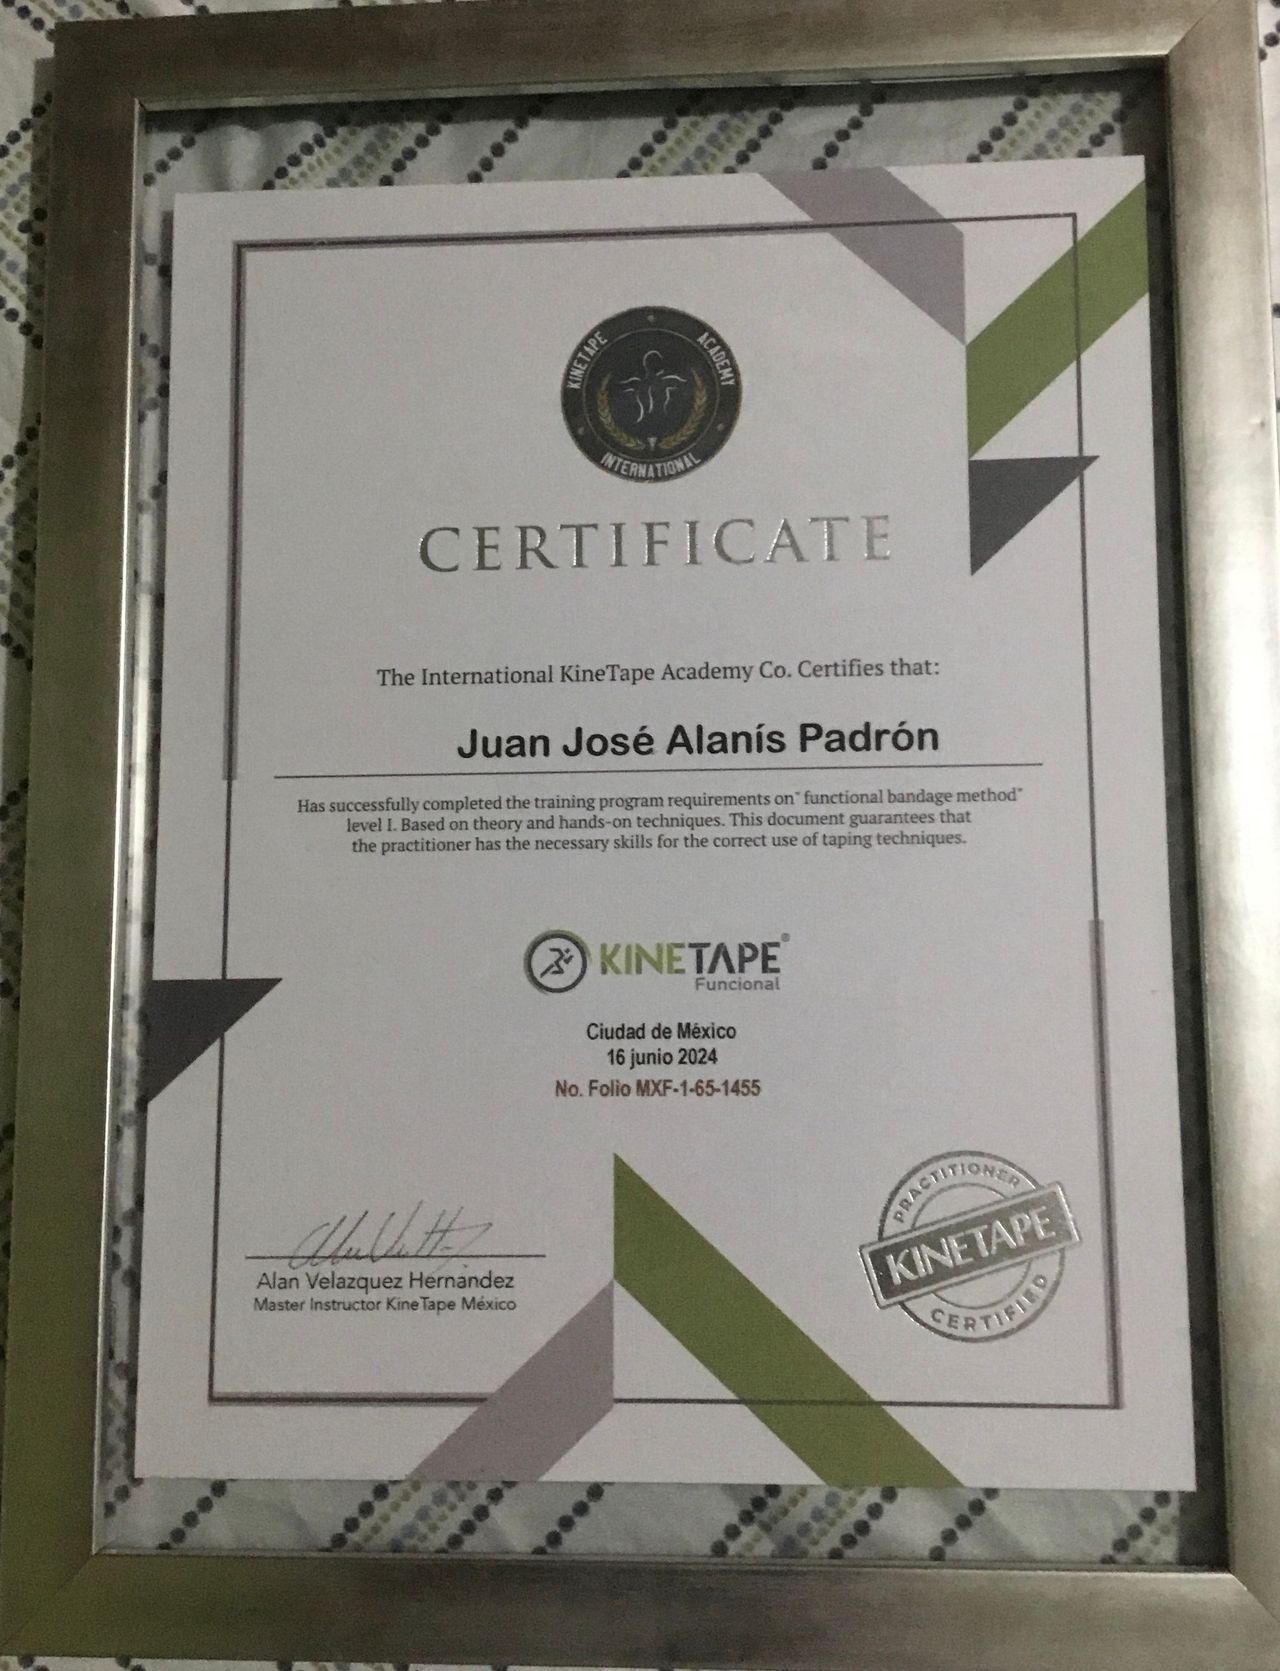 KINETAPE ACADEMY
INTERNATIONAL
CERTIFICATE
The International KineTape Academy Co. Certifies that:
Juan José Alanís Padrón
Has successfully completed the training program requirements on" functional bandage method"
level I. Based on theory and hands-on techniques. This document guarantees that
the practitioner has the necessary skills for the correct use of taping techniques.
KINETAPE®
Funcional
Ciudad de México
16 junio 2024
No. Folio MXF-1-65-1455
Alan Velazquez Hernández
Master Instructor KineTape México
PRACTITIONER
KINETAPE
CERTIFIED